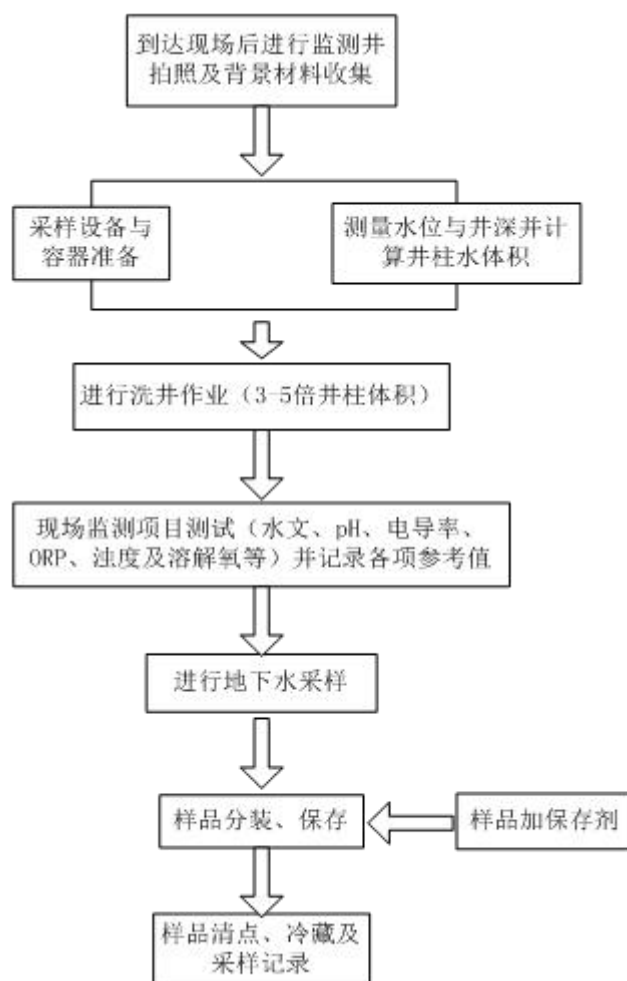 到达现场后进行监测井
拍照及背景材料收集
采样设备与
容器准备
测量水位与井深并计
算井柱水体积
进行洗井作业（3-5倍井柱体积）
现场监测项目测试（水文、pH、电导率、
ORP、浊度及溶解氧等）并记录各项参考值
进行地下水采样
样品分装、保存
样品加保存剂
样品清点、冷藏及
采样记录